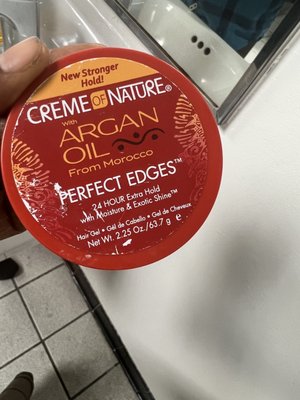 New Stronger
Hold!
CREME OF NATURE®
With
ARGAN
OIL
From Morocco
PERFECT EDGES™
24 HOUR Extra Hold
with Moisture & Exotic Shine™
Hair Gel • Gel de Cabello • Gel de Cheveux
Net Wt. 2.25 Oz./63.7 g e